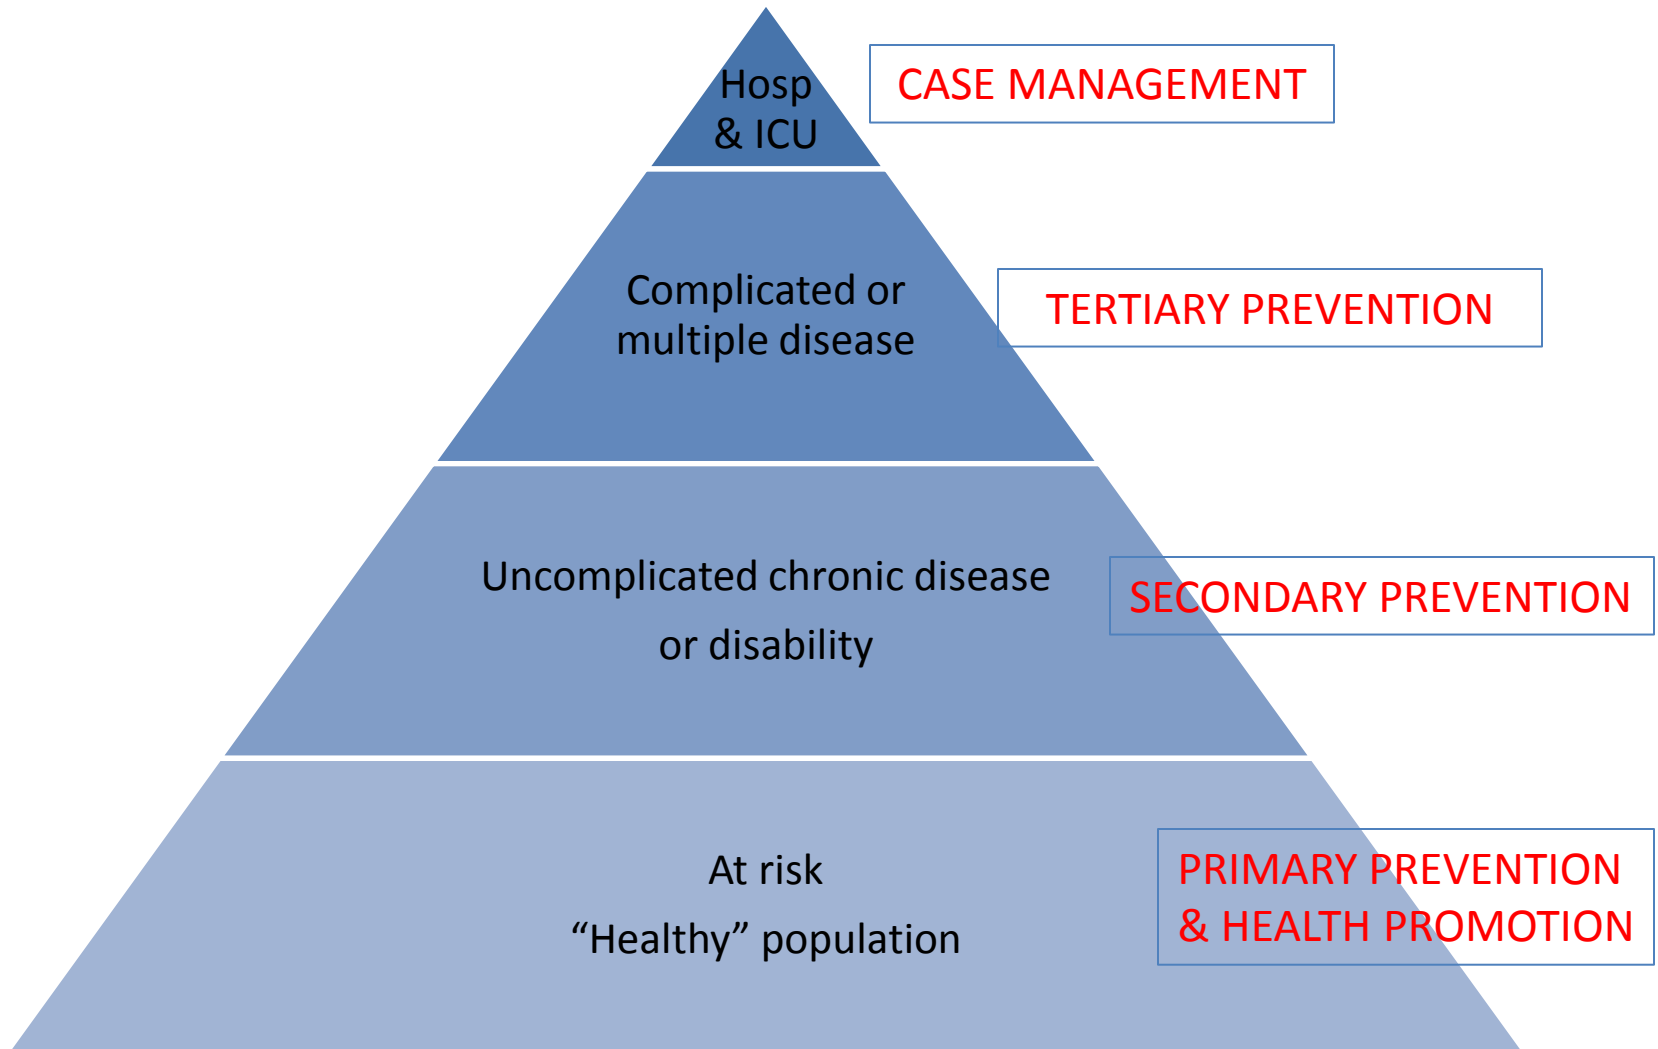 Hosp
& ICU
CASE MANAGEMENT
Complicated or
multiple disease
TERTIARY PREVENTION
Uncomplicated chronic disease
or disability
SECONDARY PREVENTION
At risk
“Healthy” population
PRIMARY PREVENTION
& HEALTH PROMOTION